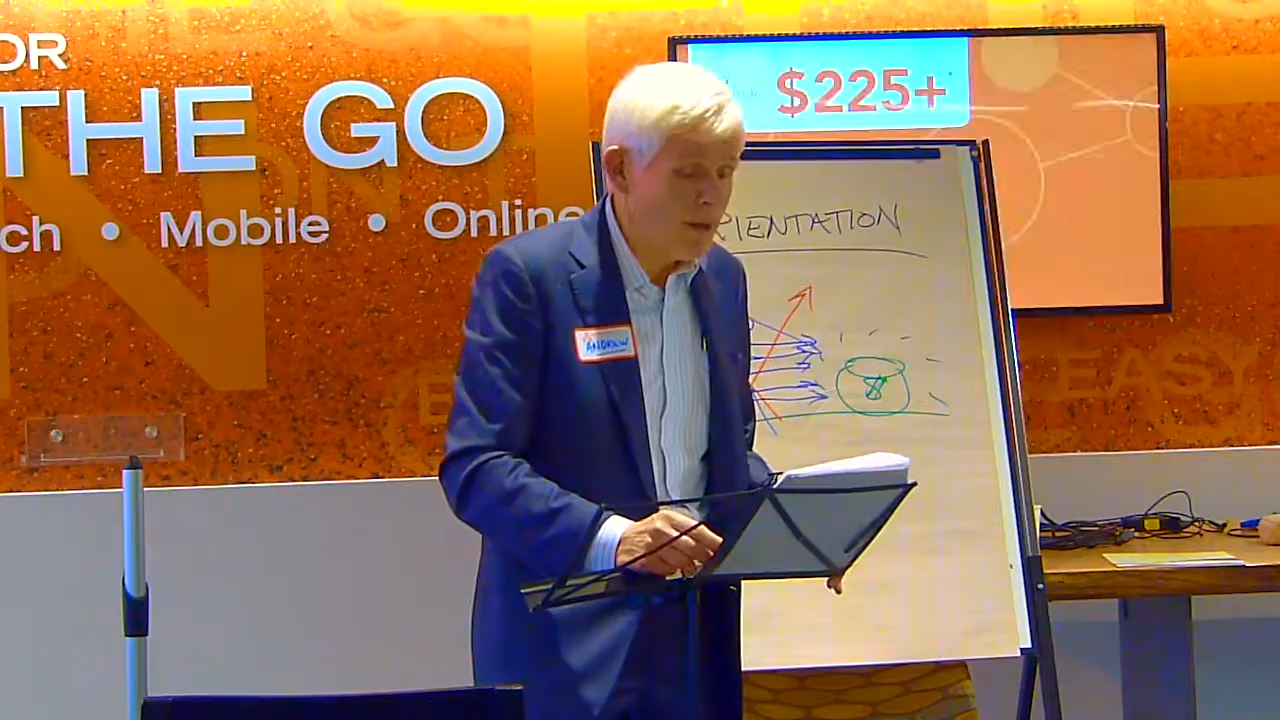 OR
THE GO
ch • Mobile • Online
$225+
RIENTATION
ANDREW
EASY